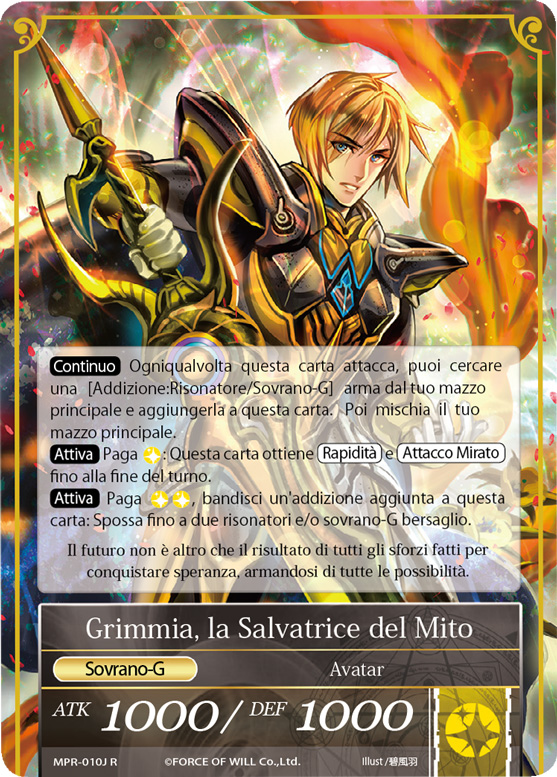 Continuo Ogniqualvolta questa carta attacca, puoi cercare
una [Addizione:Risonatore/Sovrano-G] arma dal tuo mazzo
principale e aggiungerla a questa carta. Poi mischia il tuo
mazzo principale.
Attiva Paga : Questa carta ottiene Rapidità e Attacco Mirato
fino alla fine del turno.
Attiva Paga , bandisci un'addizione aggiunta a questa
carta: Spossa fino a due risonatori e/o sovrano-G bersaglio.
Il futuro non è altro che il risultato di tutti gli sforzi fatti per
conquistare speranza, armandosi di tutte le possibilità.
Grimmia, la Salvatrice del Mito
Sovrano-G Avatar
ATK 1000 / DEF 1000
MPR-010J R ©FORCE OF WILL Co.,Ltd. Illust / 碧風羽